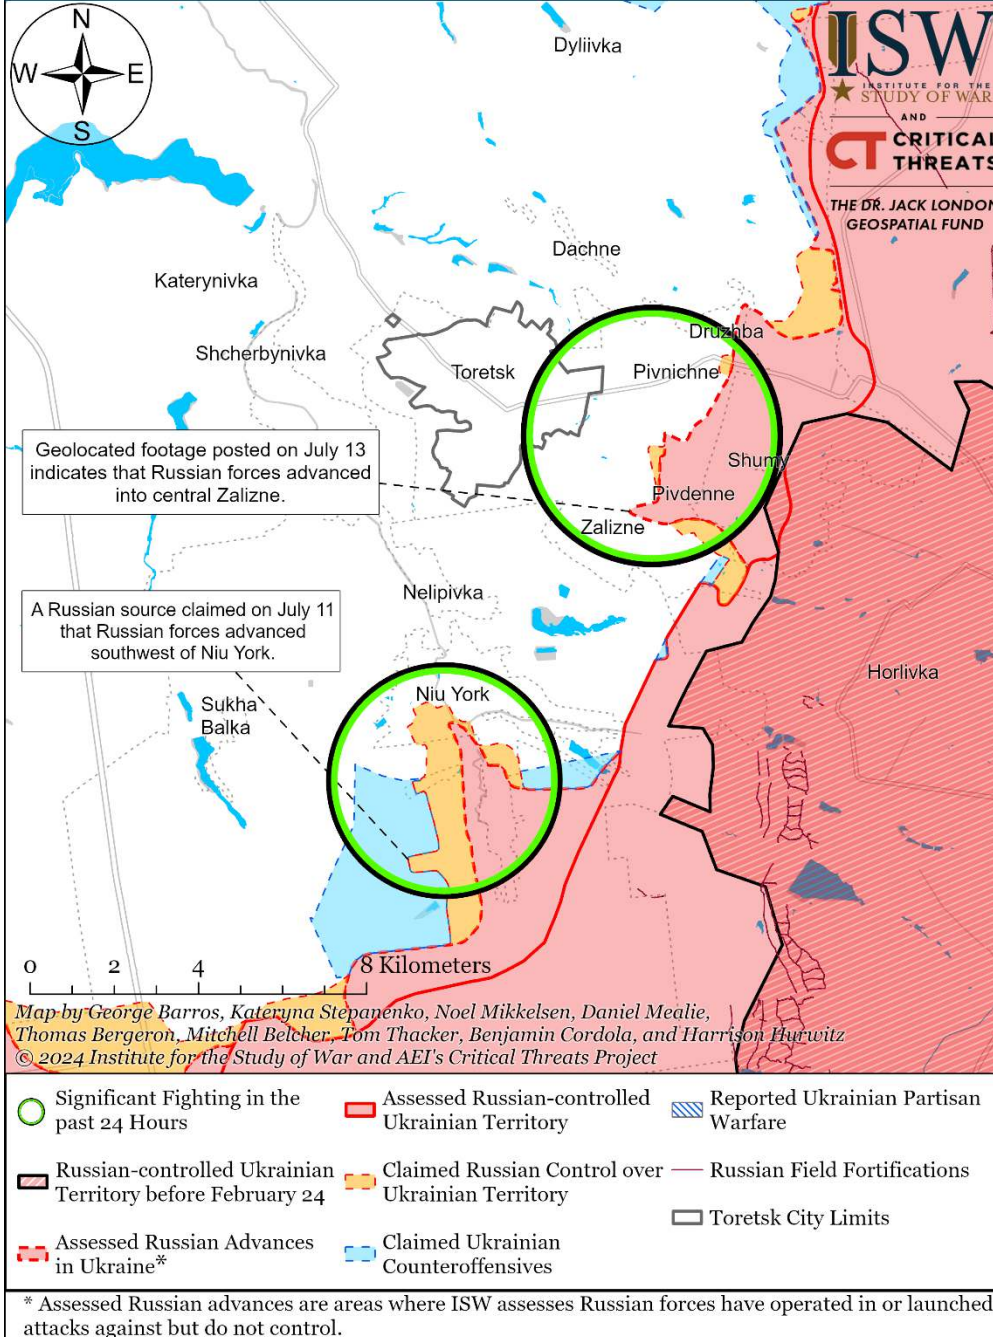 N
W
E
S
ISW
INSTITUTE FOR THE
STUDY OF WAR
AND
CT CRITICAL
THREATS
THE DR. JACK LONDON
GEOSPATIAL FUND
Dyliivka
Dachne
Katerynivka
Druzhba
Shcherbynivka
Toretsk
Pivnichne
Geolocated footage posted on July 13
indicates that Russian forces advanced
into central Zalizne.
Shumy
Pivdenne
Zalizne
Nelipivka
A Russian source claimed on July 11
that Russian forces advanced
southwest of Niu York.
Horlivka
Niu York
Sukha
Balka
0 2 4 8 Kilometers
Map by George Barros, Kateryna Stepanenko, Noel Mikkelsen, Daniel Mealie,
Thomas Bergeron, Mitchell Belcher, Tom Thacker, Benjamin Cordola, and Harrison Hurwitz
© 2024 Institute for the Study of War and AEI's Critical Threats Project
Significant Fighting in the
past 24 Hours
Russian-controlled Ukrainian
Territory before February 24
Assessed Russian Advances
in Ukraine*
Assessed Russian-controlled
Ukrainian Territory
Claimed Russian Control over
Ukrainian Territory
Claimed Ukrainian
Counteroffensives
Reported Ukrainian Partisan
Warfare
Russian Field Fortifications
Toretsk City Limits
* Assessed Russian advances are areas where ISW assesses Russian forces have operated in or launched
attacks against but do not control.